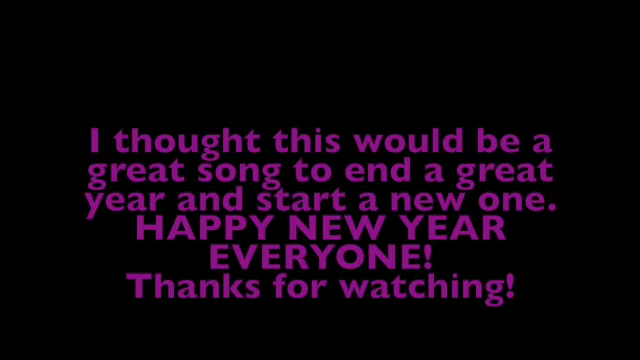 I thought this would be a
great song to end a great
year and start a new one.
HAPPY NEW YEAR
EVERYONE!
Thanks for watching!